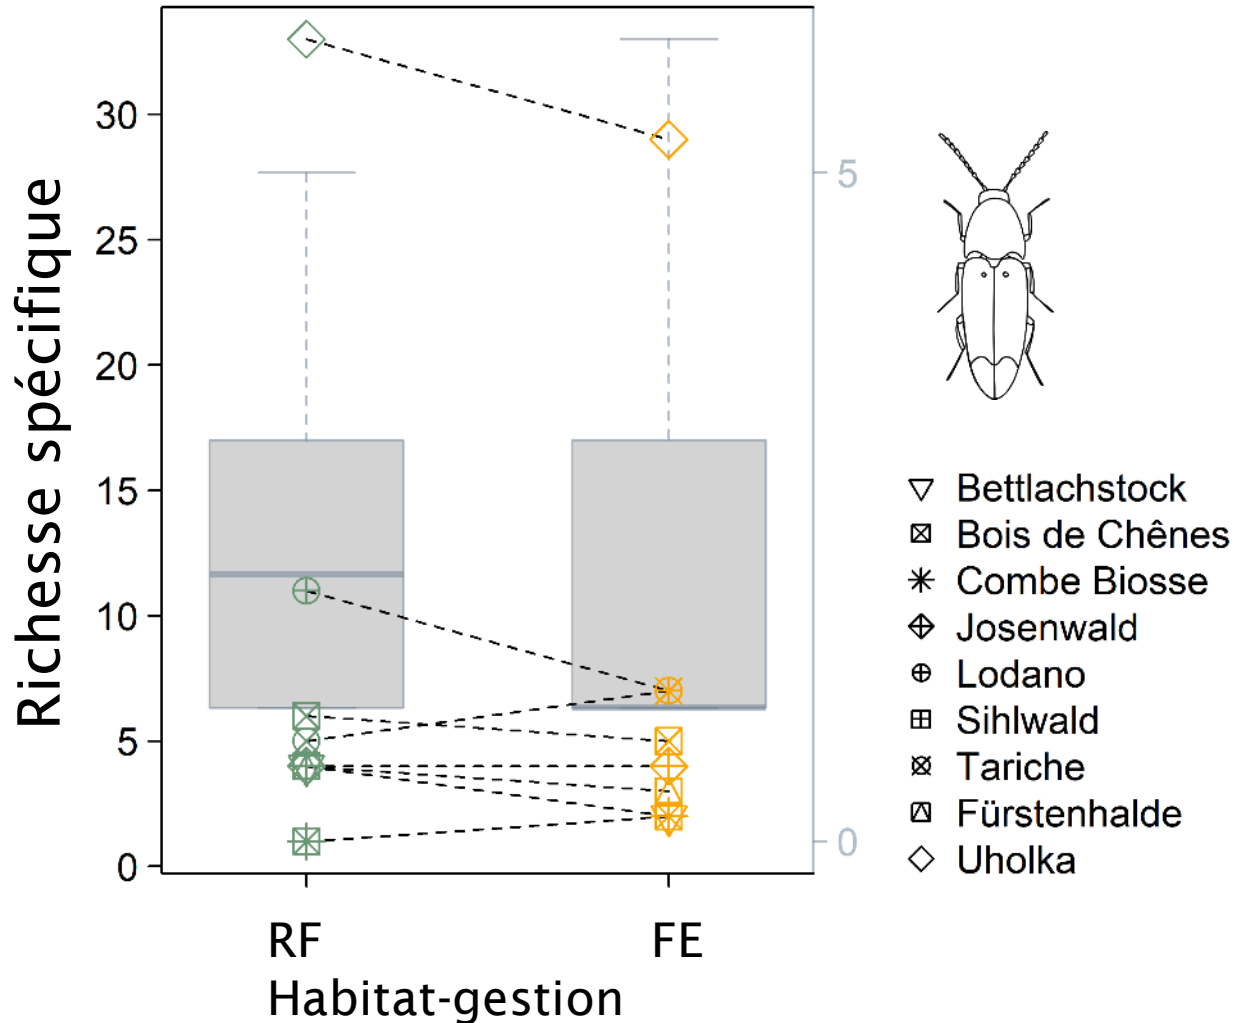 Richesse spécifique
30
25
20
15
10
5
0
5
0
RF
FE
Habitat-gestion
Bettlachstock
Bois de Chênes
Combe Biosse
Josenwald
Lodano
Sihlwald
Tariche
Fürstenhalde
Uholka